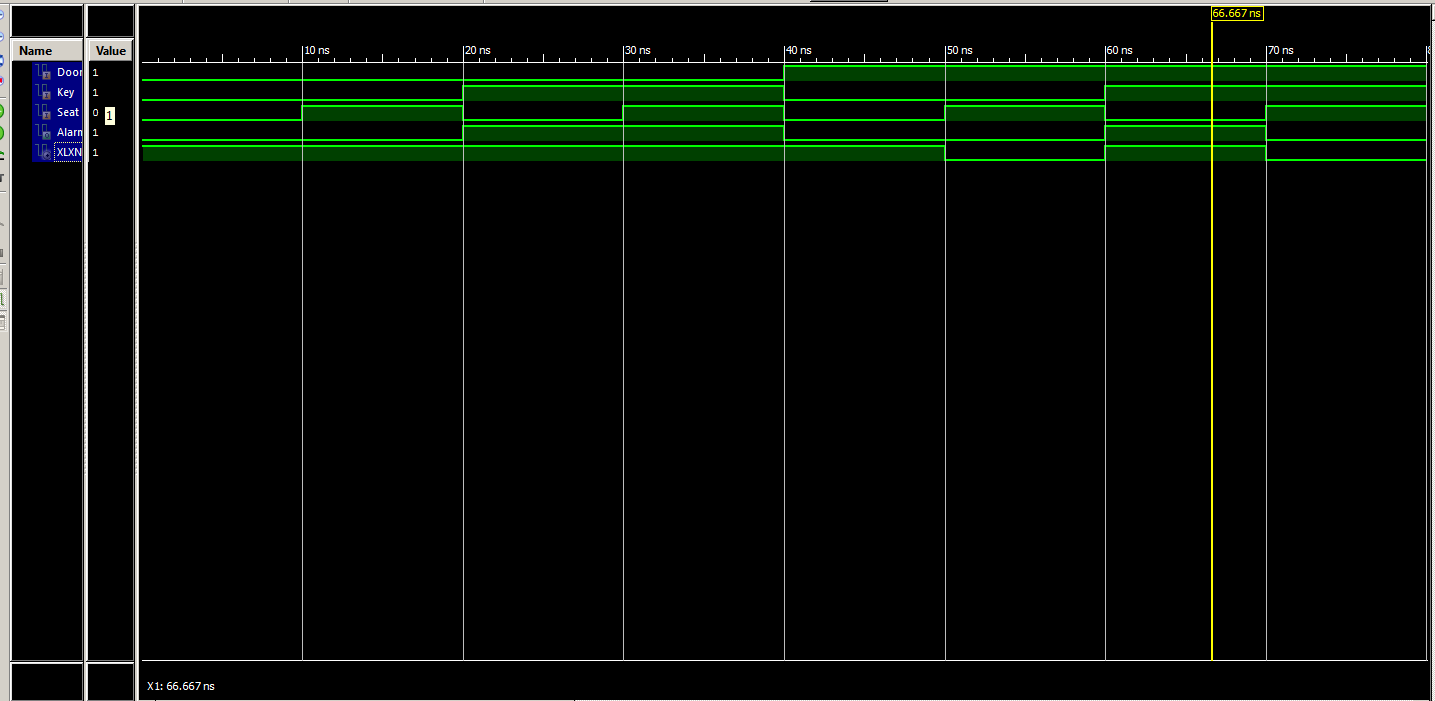 66.667 ns
Name Value
10 ns 20 ns 30 ns 40 ns 50 ns 60 ns 70 ns 8
Door 1
Key 1
Seat 0 1
Alarm 1
XLXN 1
X1: 66.667 ns